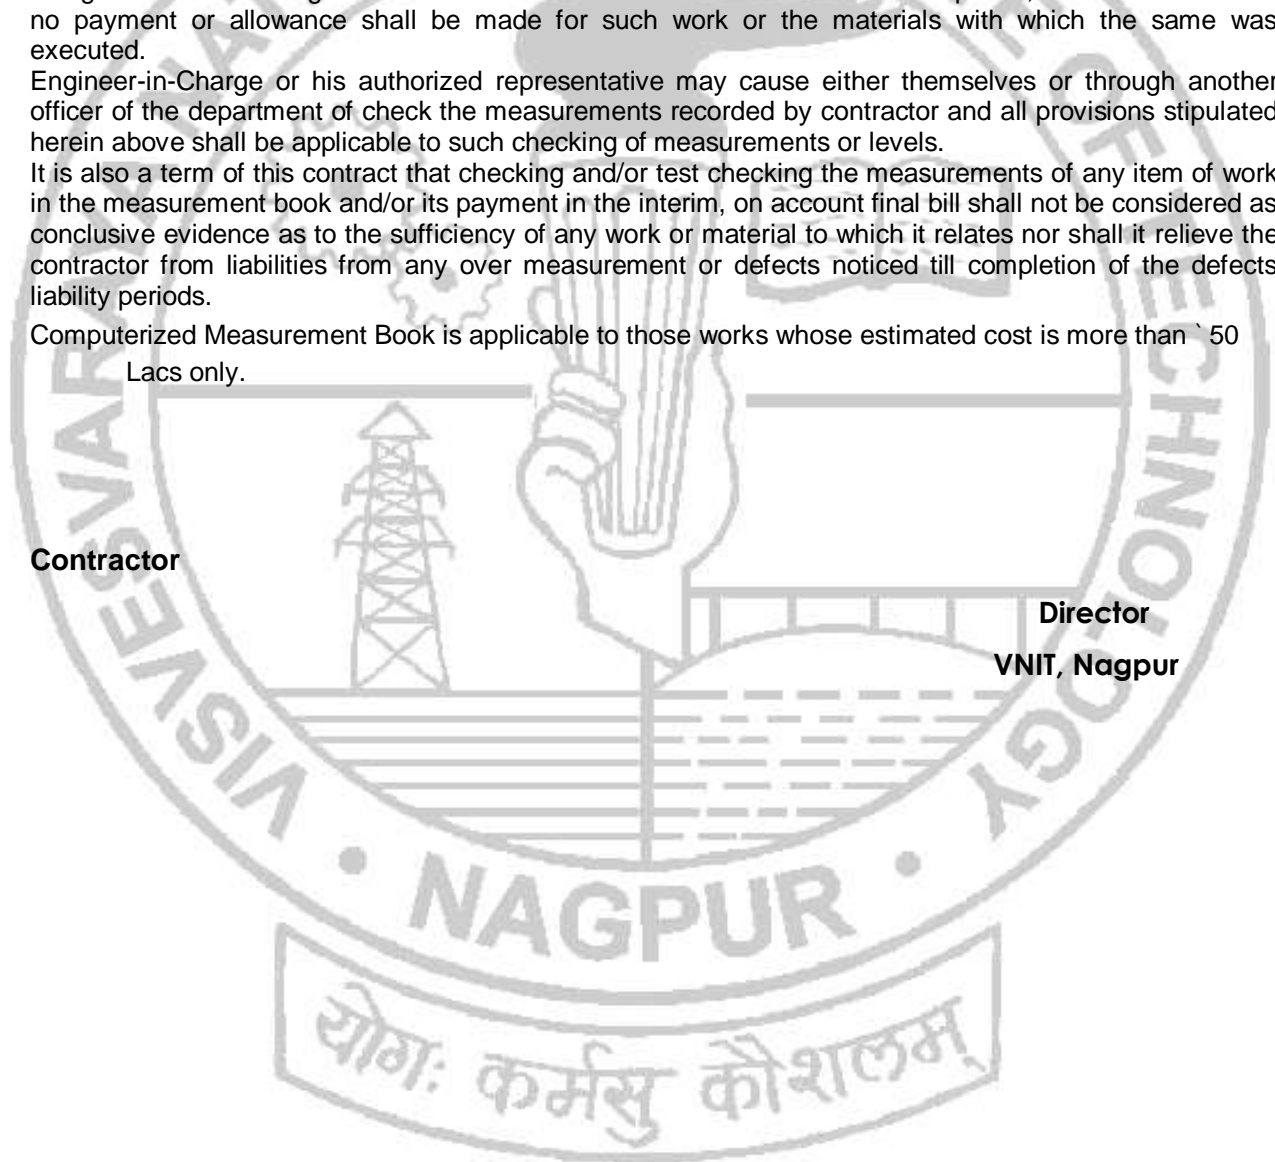 no payment or allowance shall be made for such work or the materials with which the same was
executed.
Engineer-in-Charge or his authorized representative may cause either themselves or through another
officer of the department of check the measurements recorded by contractor and all provisions stipulated
herein above shall be applicable to such checking of measurements or levels.
It is also a term of this contract that checking and/or test checking the measurements of any item of work
in the measurement book and/or its payment in the interim, on account final bill shall not be considered as
conclusive evidence as to the sufficiency of any work or material to which it relates nor shall it relieve the
contractor from liabilities from any over measurement or defects noticed till completion of the defects
liability periods.
Computerized Measurement Book is applicable to those works whose estimated cost is more than ` 50
Lacs only.
Contractor
Director
VNIT, Nagpur
VISVESVARAYA NAT
OF TECHNOLOGY
• NAGPUR •
योगः कर्मसु कौशलम्